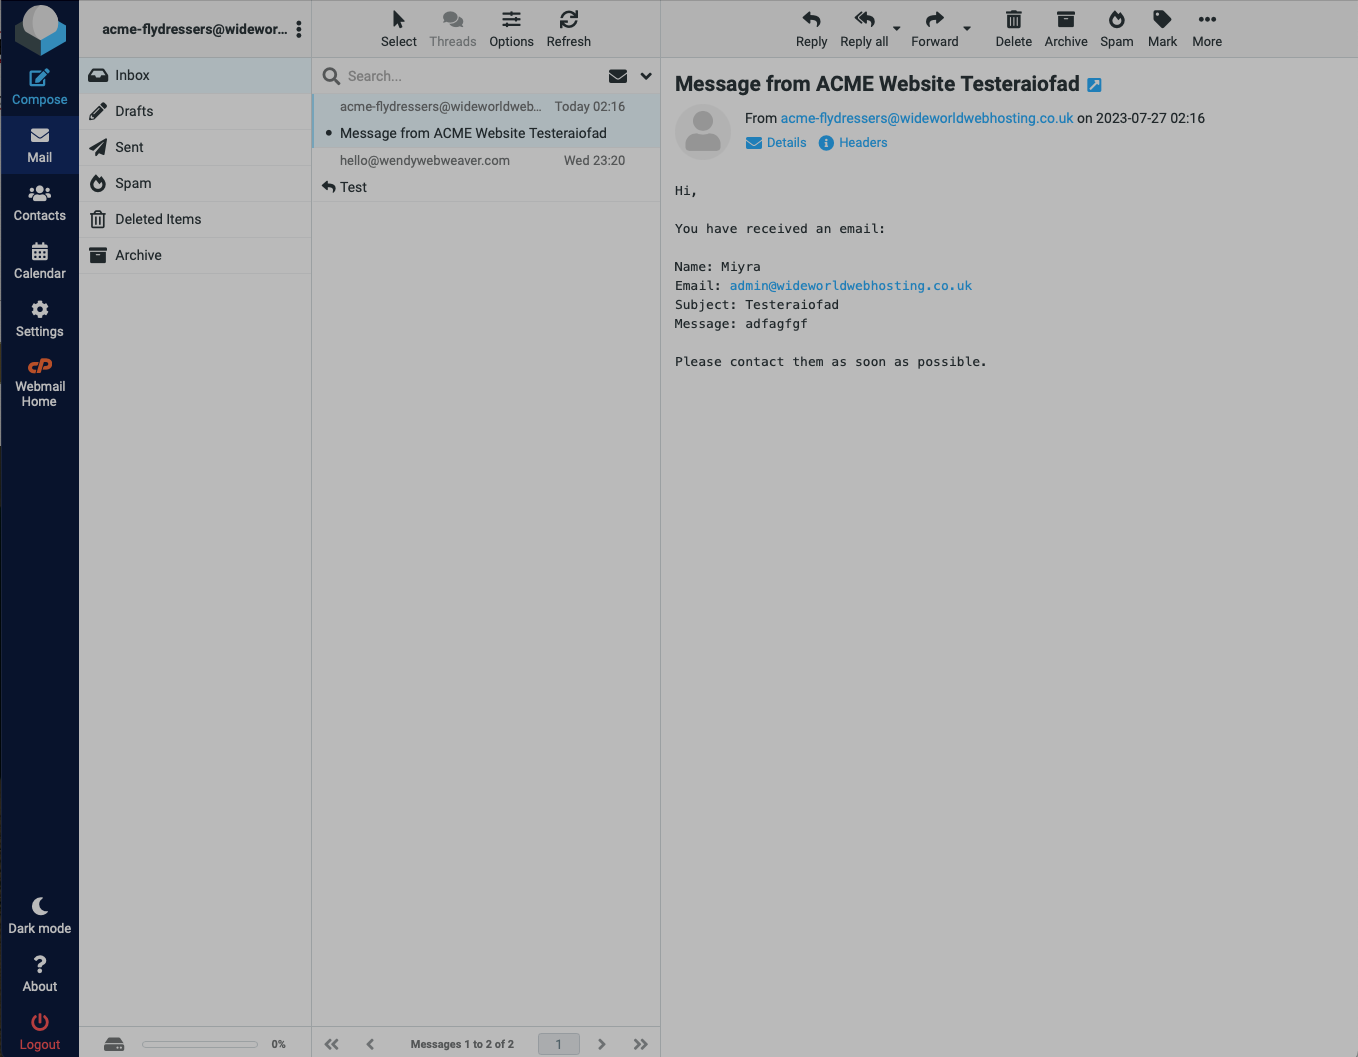 Compose
Mail
Contacts
Calendar
Settings
Webmail
Home
Dark mode
About
Logout
acme-flydressers@widewor...
Inbox
Drafts
Sent
Spam
Deleted Items
Archive
0%
Select Threads Options Refresh
Search...
acme-flydressers@wideworldweb... Today 02:16
• Message from ACME Website Testeraiofad
hello@wendywebweaver.com Wed 23:20
Test
Messages 1 to 2 of 2 1
Reply Reply all Forward Delete Archive Spam Mark More
Message from ACME Website Testeraiofad
From acme-flydressers@wideworldwebhosting.co.uk on 2023-07-27 02:16
Details Headers
Hi,
You have received an email:
Name: Miyra
Email: admin@wideworldwebhosting.co.uk
Subject: Testeraiofad
Message: adfagfgf
Please contact them as soon as possible.